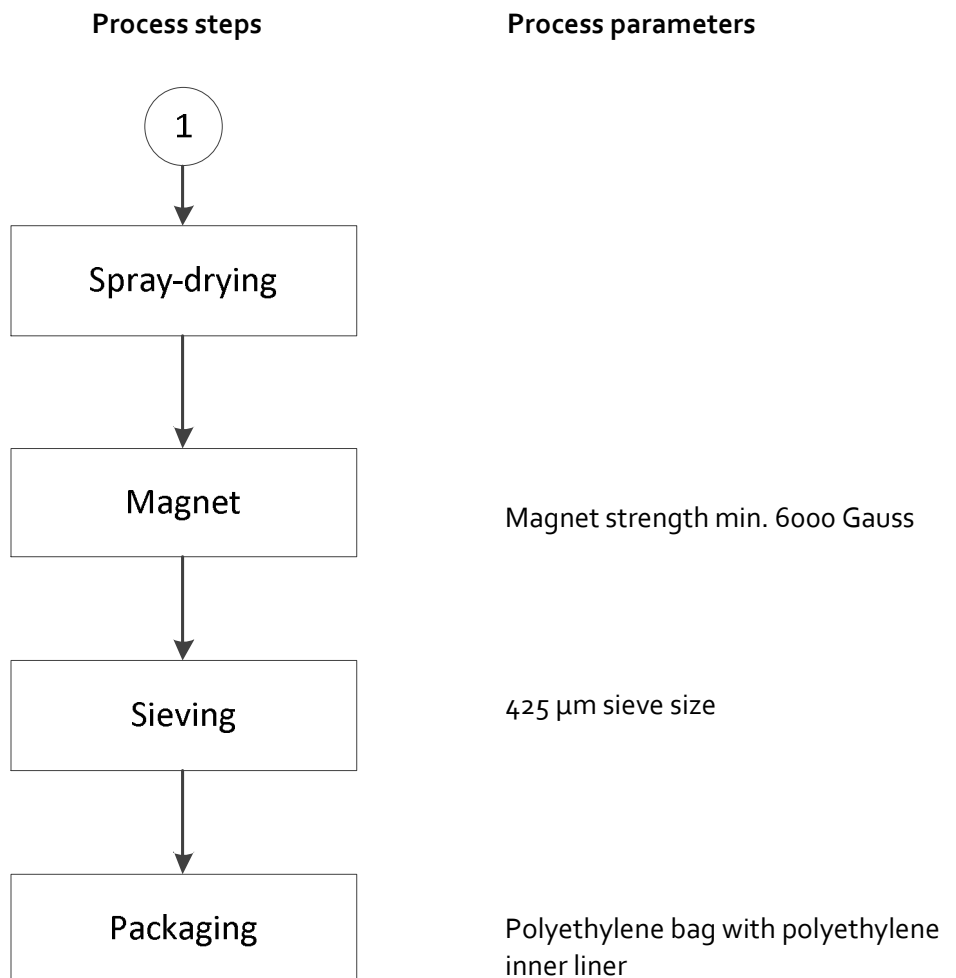 Process steps
Process parameters
1
Spray-drying
Magnet
Magnet strength min. 6000 Gauss
Sieving
425 µm sieve size
Packaging
Polyethylene bag with polyethylene
inner liner